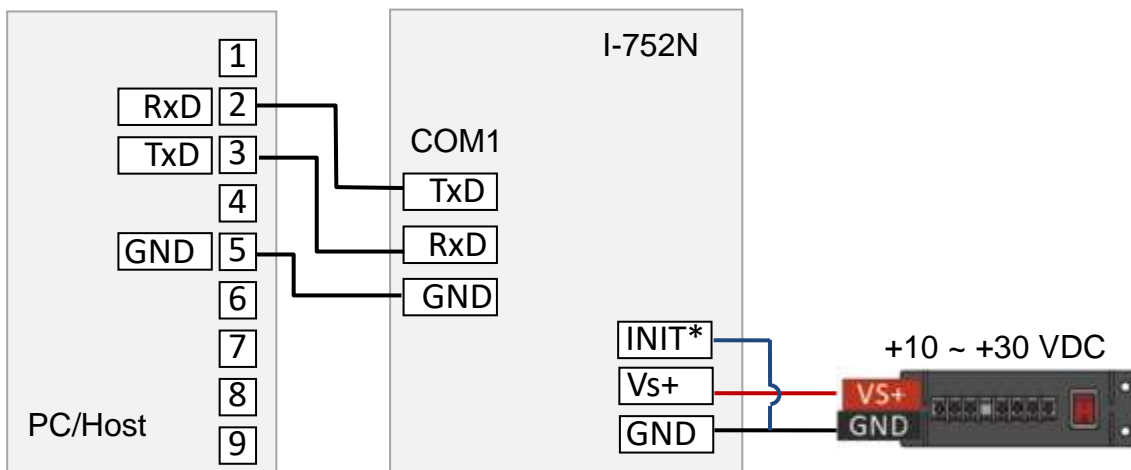 1
RxD 2
TxD 3
4
GND 5
6
7
8
9
PC/Host
I-752N
COM1
TxD
RxD
GND
INIT*
Vs+
GND
+10 ~ +30 VDC
VS+
GND